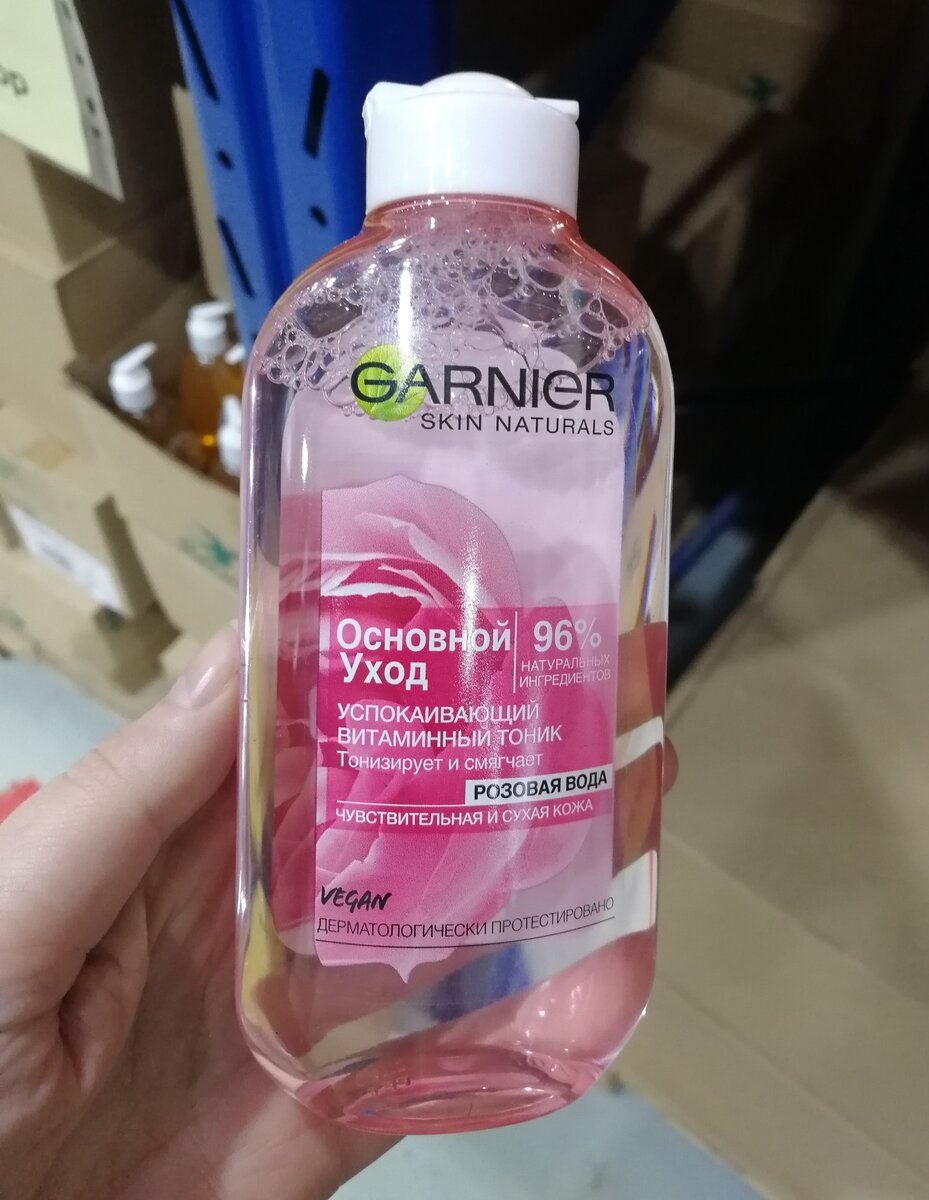 GARNIER
SKIN NATURALS
Основной
Уход
96%
НАТУРАЛЬНЫХ
ИНГРЕДИЕНТОВ
УСПОКАИВАЮЩИЙ
ВИТАМИННЫЙ ТОНИК
Тонизирует и смягчает
РОЗОВАЯ ВОДА
ЧУВСТВИТЕЛЬНАЯ И СУХАЯ КОЖА
VEGAN
ДЕРМАТОЛОГИЧЕСКИ ПРОТЕСТИРОВАНО